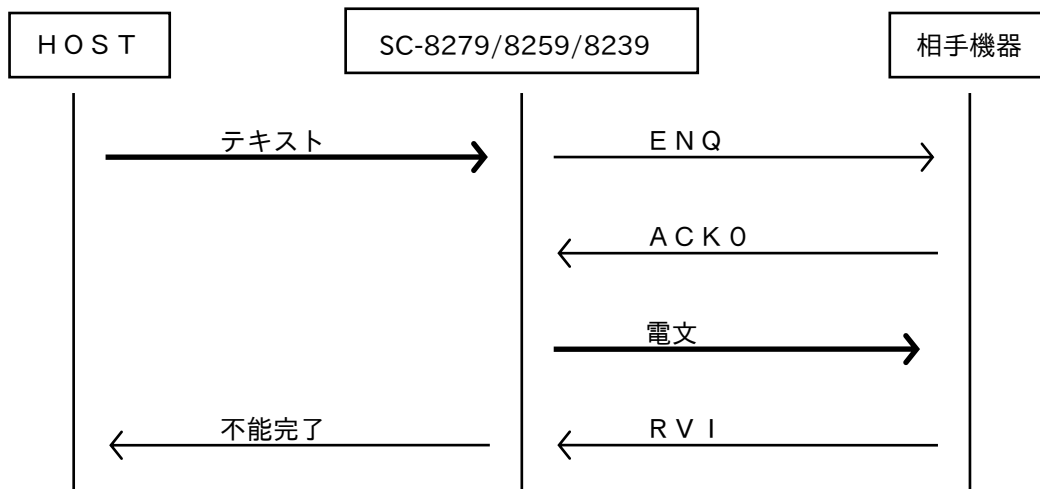 ＨＯＳＴ
SC-8279/8259/8239
相手機器
テキスト
ＥＮＱ
ＡＣＫ０
電文
不能完了
ＲＶＩ